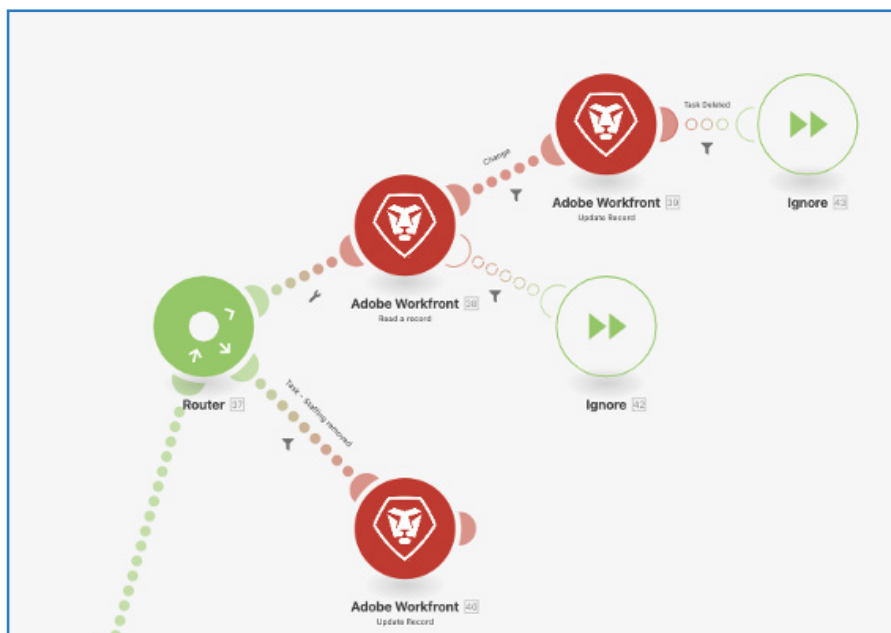 Task Deleted
Change
Adobe Workfront 39
Update Record
Ignore 43
Adobe Workfront 38
Read a record
Router 37
Ignore 42
Task - Staffing removed
Adobe Workfront 40
Update Record